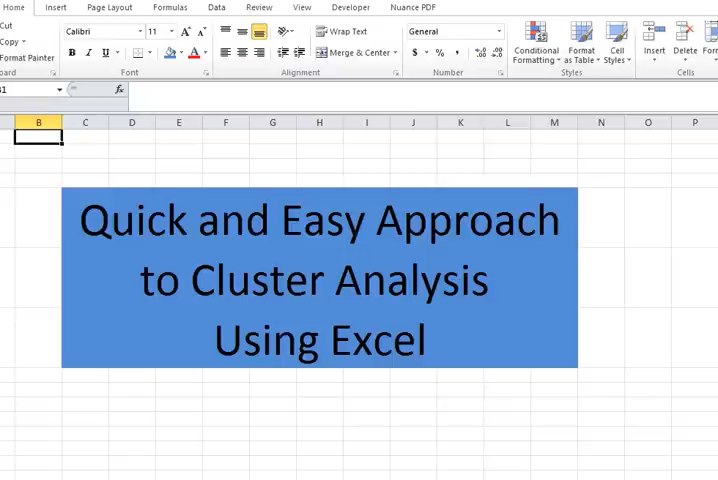 Home Insert Page Layout Formulas Data Review View Developer Nuance PDF
Cut
Calibri 11 A A Wrap Text General
Copy
Format Painter
B I U A Merge & Center $ % , Conditional Formatting Format as Table Cell Styles Insert Delete
Font Alignment Number Styles Cells
fx
B C D E F G H I J K L M N O P
Quick and Easy Approach
to Cluster Analysis
Using Excel